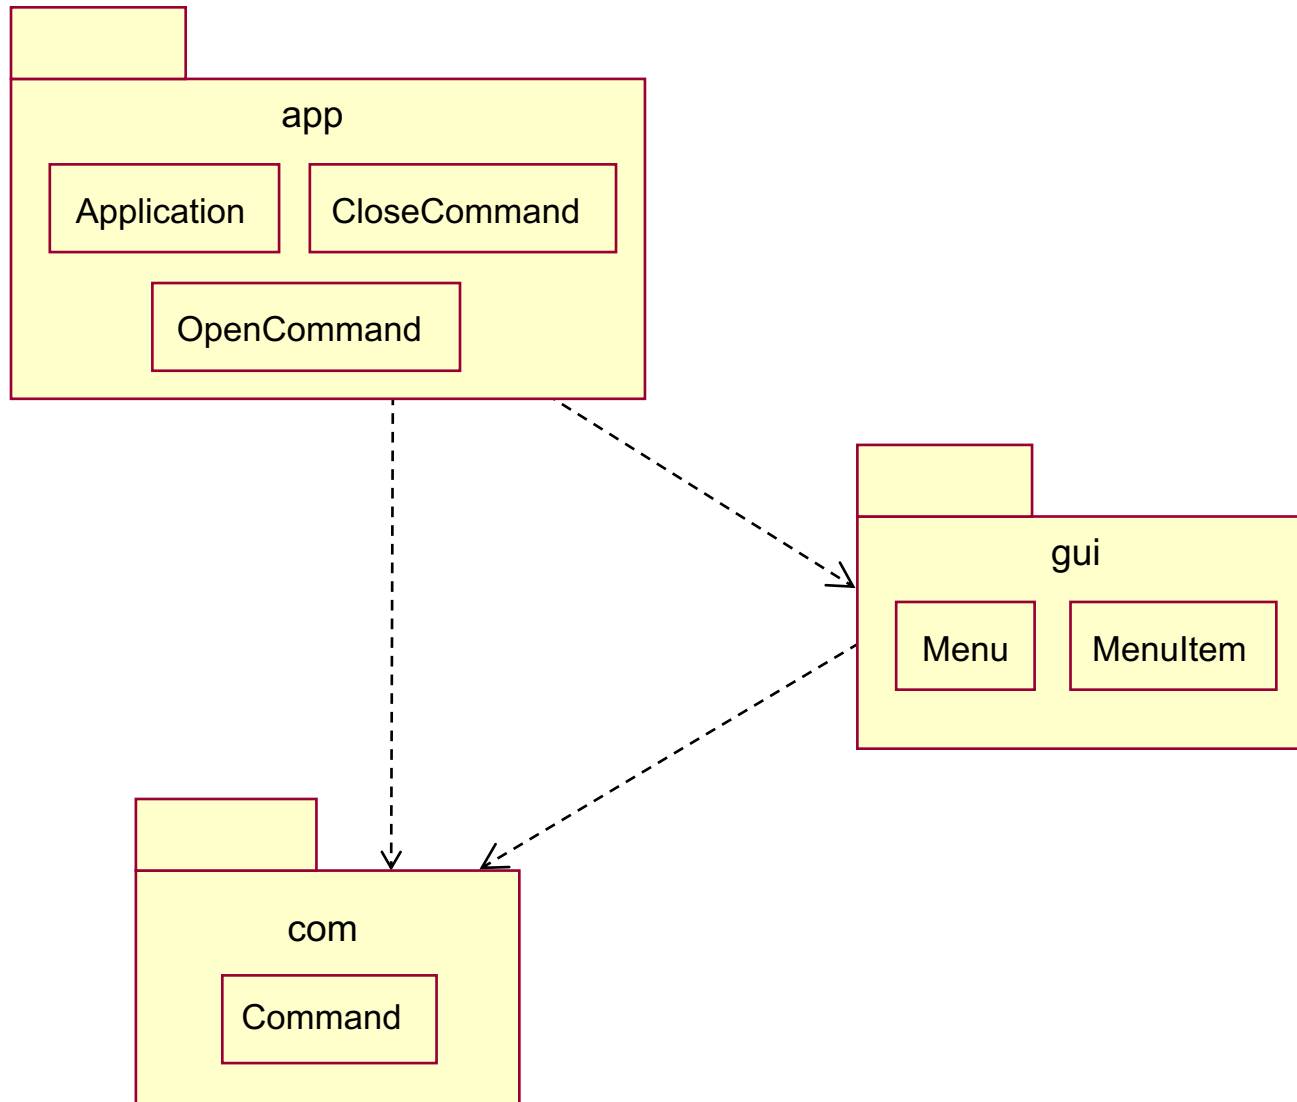 app
Application
CloseCommand
OpenCommand
gui
Menu
MenuItem
com
Command